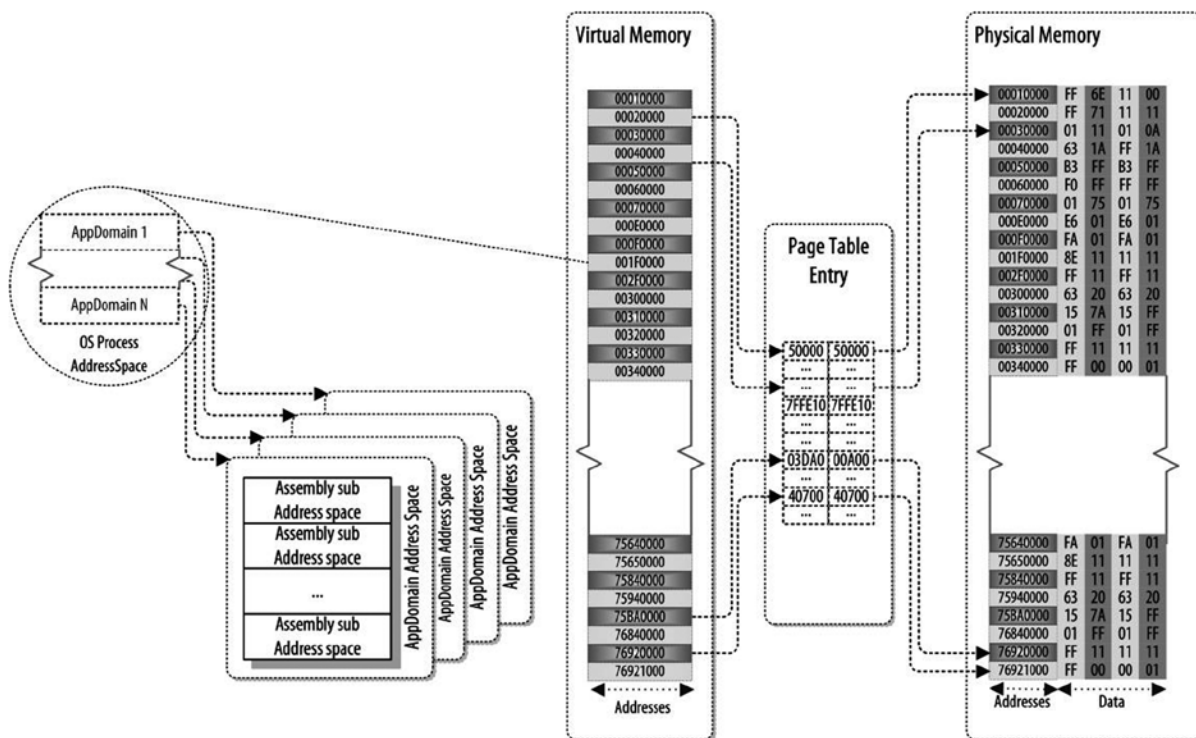 Virtual Memory
Physical Memory
AppDomain 1
AppDomain N
OS Process
AddressSpace
AppDomain Address Space
AppDomain Address Space
AppDomain Address Space
AppDomain Address Space
Assembly sub
Address space
Assembly sub
Address space
...
Assembly sub
Address space
00010000
00020000
00030000
00040000
00050000
00060000
00070000
000E0000
000F0000
001F0000
002F0000
00300000
00310000
00320000
00330000
00340000
75640000
75650000
75840000
75940000
75BA0000
76840000
76920000
76921000
Addresses
Page Table
Entry
50000 50000
... ...
... ...
7FFE10 7FFE10
... ...
... ...
03DA0 00A00
... ...
40700 40700
... ...
00010000 FF 6E 11 00
00020000 FF 71 11 11
00030000 01 11 01 0A
00040000 63 1A FF 1A
00050000 B3 FF B3 FF
00060000 F0 FF FF FF
00070000 01 75 01 75
000E0000 E6 01 E6 01
000F0000 FA 01 FA 01
001F0000 8E 11 11 11
002F0000 FF 11 FF 11
00300000 63 20 63 20
00310000 15 7A 15 FF
00320000 01 FF 01 FF
00330000 FF 11 11 11
00340000 FF 00 00 01
75640000 FA 01 FA 01
75650000 8E 11 11 11
75840000 FF 11 FF 11
75940000 63 20 63 20
75BA0000 15 7A 15 FF
76840000 01 FF 01 FF
76920000 FF 11 11 11
76921000 FF 00 00 01
Addresses Data